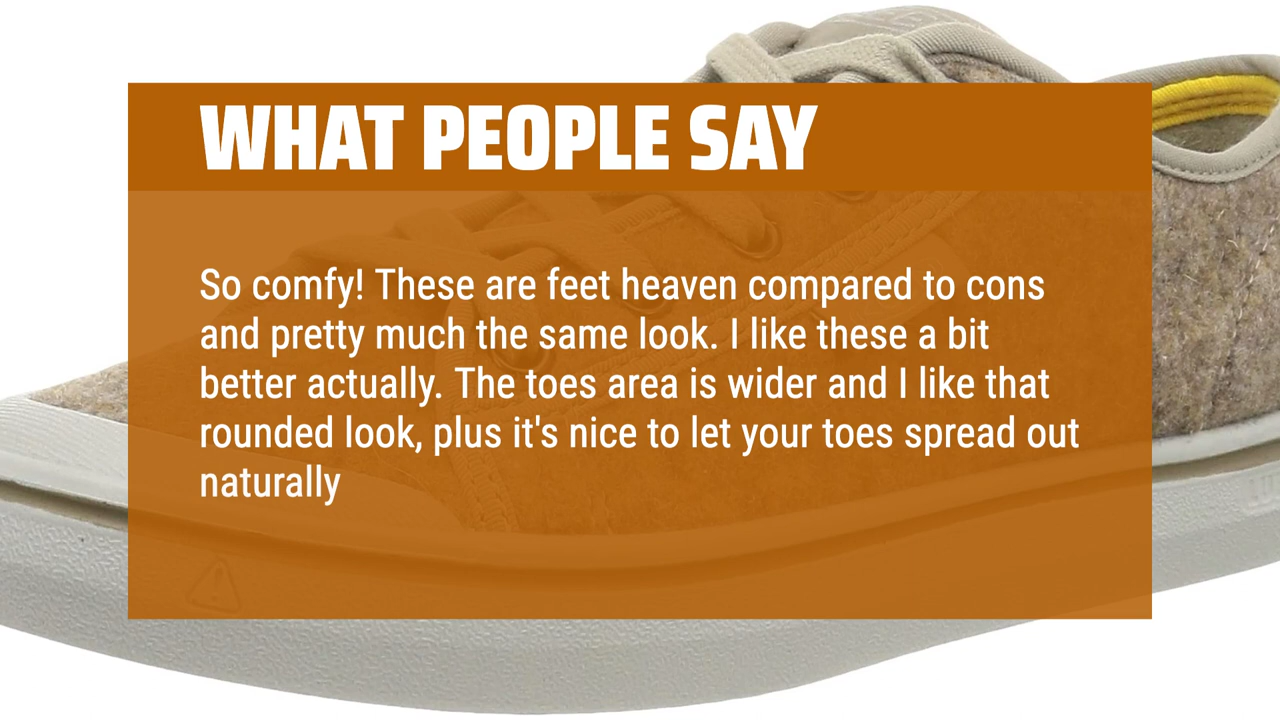 WHAT PEOPLE SAY
So comfy! These are feet heaven compared to cons
and pretty much the same look. I like these a bit
better actually. The toes area is wider and I like that
rounded look, plus it's nice to let your toes spread out
naturally